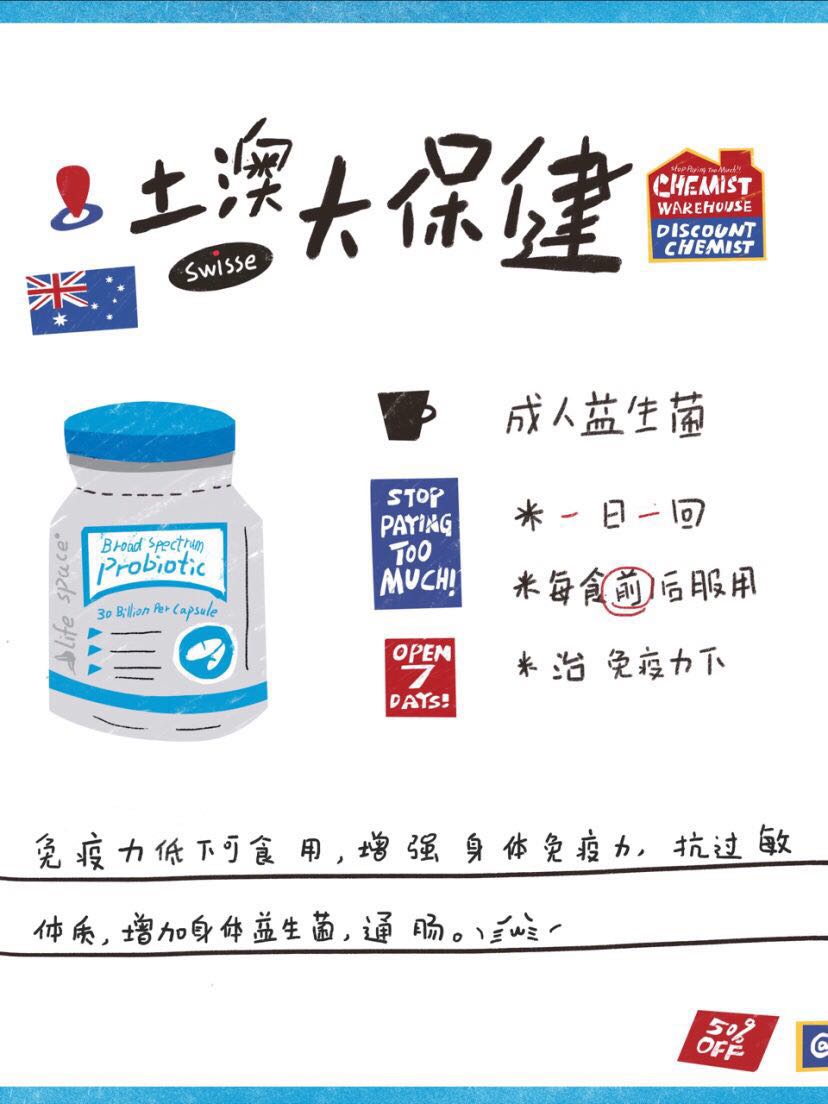 土澳大保健
swisse
Stop Paying Too Much!!
CHEMIST
WAREHOUSE
DISCOUNT
CHEMIST
成人益生菌
STOP
PAYING
TOO
MUCH!
*一日一回
*每食前后服用
*治 免疫力下
OPEN
7
DAYS!
life space®
Broad Spectrum
Probiotic
30 Billion Per Capsule
免疫力低下可食用,增强身体免疫力,抗过敏
体质,增加身体益生菌,通肠。
50%
OFF
@